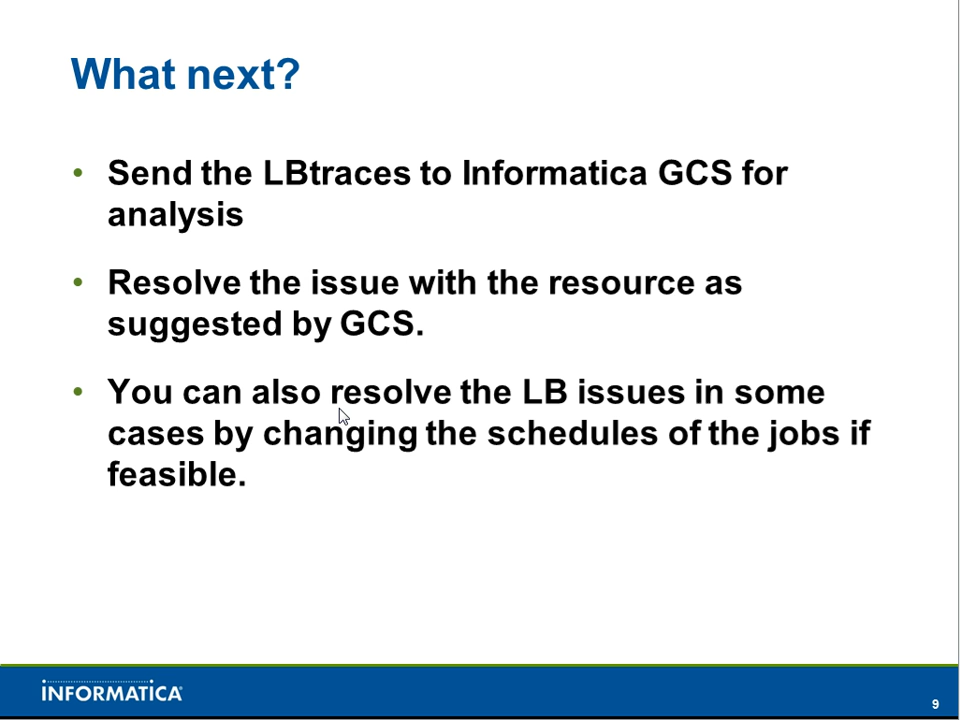 What next?
• Send the LBtraces to Informatica GCS for
analysis
• Resolve the issue with the resource as
suggested by GCS.
• You can also resolve the LB issues in some
cases by changing the schedules of the jobs if
feasible.
INFORMATICA
9